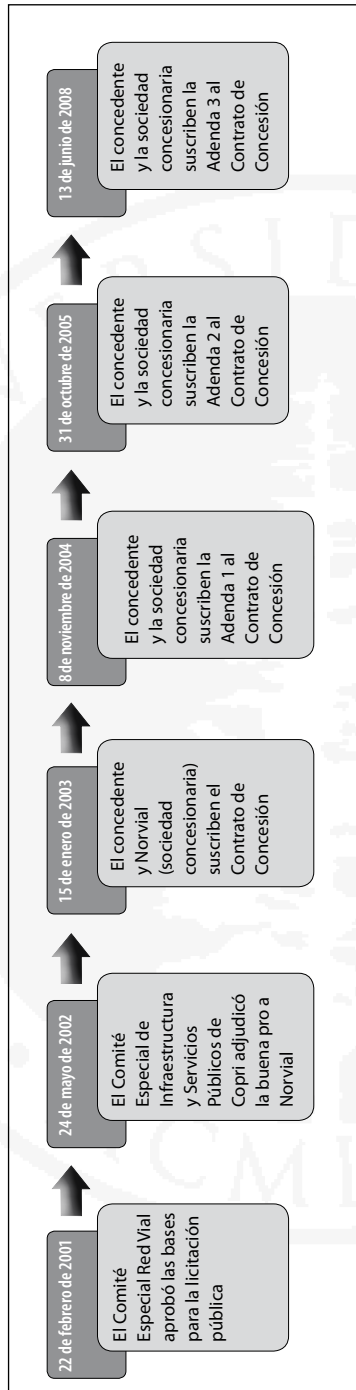 22 de febrero de 2001
El Comité
Especial Red Vial
aprobó las bases
para la licitación
pública
24 de mayo de 2002
El Comité
Especial de
Infraestructura
y Servicios
Públicos de
Copri adjudicó
la buena pro a
Norvial
15 de enero de 2003
El concedente
y Norvial
(sociedad
concesionaria)
suscriben el
Contrato de
Concesión
8 de noviembre de 2004
El concedente
y la sociedad
concesionaria
suscriben la
Adenda 1 al
Contrato de
Concesión
31 de octubre de 2005
El concedente
y la sociedad
concesionaria
suscriben la
Adenda 2 al
Contrato de
Concesión
13 de junio de 2008
El concedente
y la sociedad
concesionaria
suscriben la
Adenda 3 al
Contrato de
Concesión